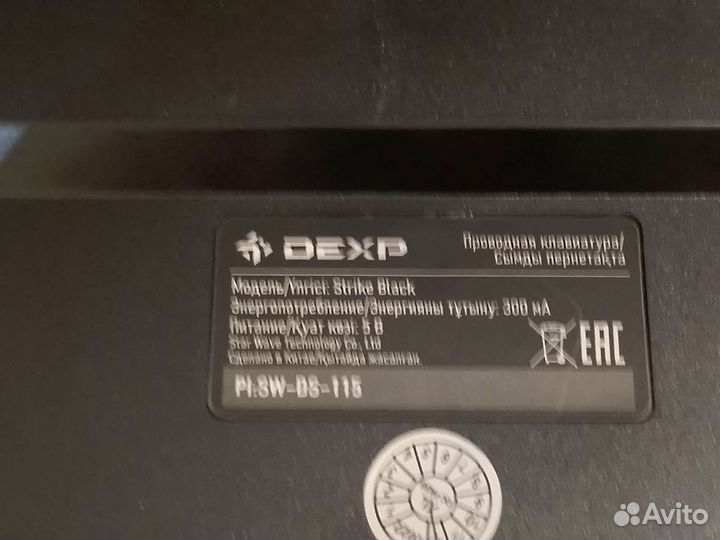 DEXP
Проводная клавиатура/
Сымды пернетақта
Модель/Үлгісі: Strike Black
Энергопотребление/Энергияны тұтыну: 300 мА
Питание/Қуат көзі: 5 В
Star Wave Technology Co., Ltd
Сделано в Китае/Қытайда жасалған.
EAC
PI.SW-DS-115
Avito